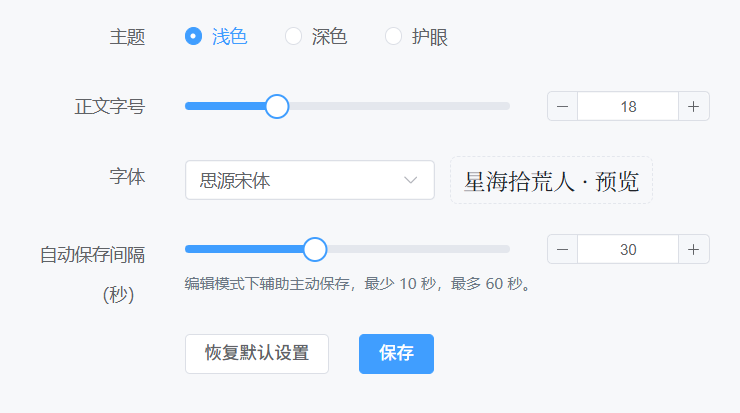 主题 浅色 深色 护眼
正文字号 18
字体 思源宋体 星海拾荒人 · 预览
自动保存间隔 30
（秒） 编辑模式下辅助主动保存，最少 10 秒，最多 60 秒。
恢复默认设置 保存